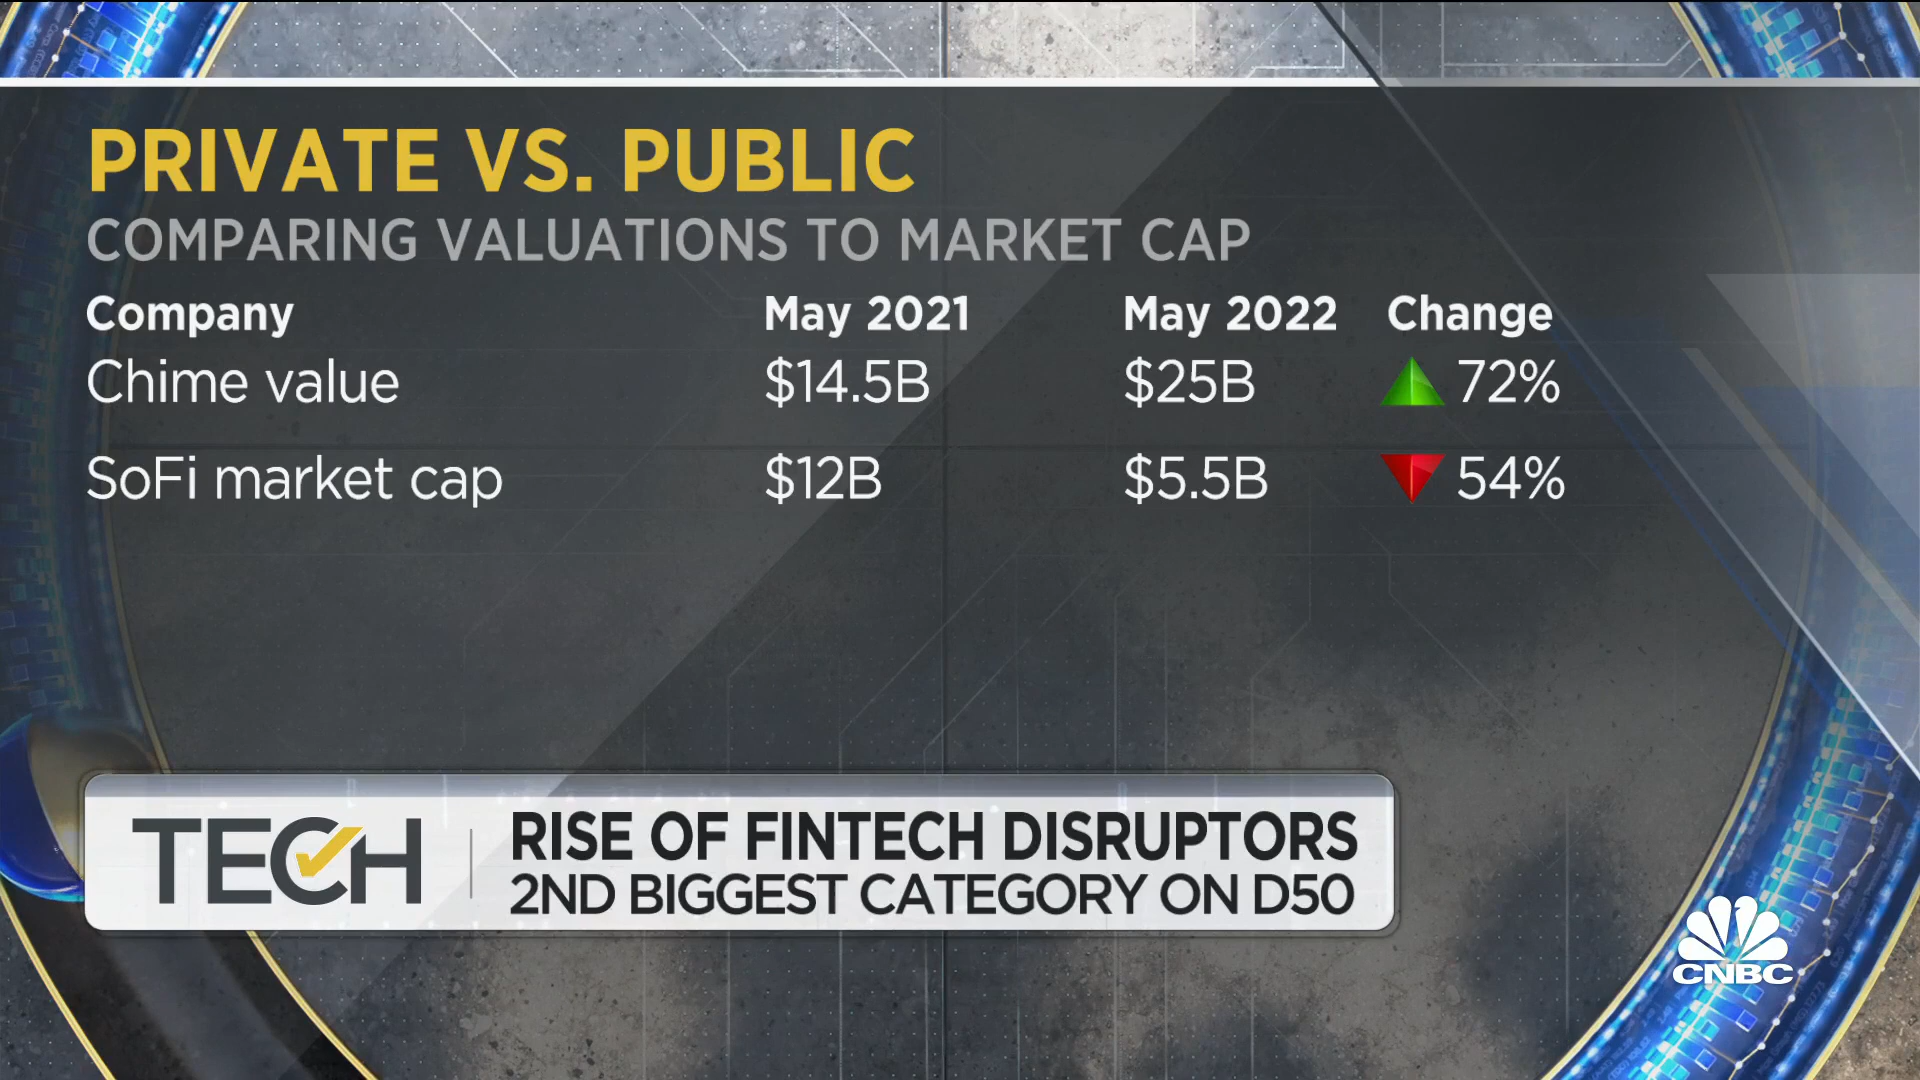 PRIVATE VS. PUBLIC
COMPARING VALUATIONS TO MARKET CAP
Company May 2021 May 2022 Change
Chime value $14.5B $25B 72%
SoFi market cap $12B $5.5B 54%
TECH
RISE OF FINTECH DISRUPTORS
2ND BIGGEST CATEGORY ON D50
CNBC